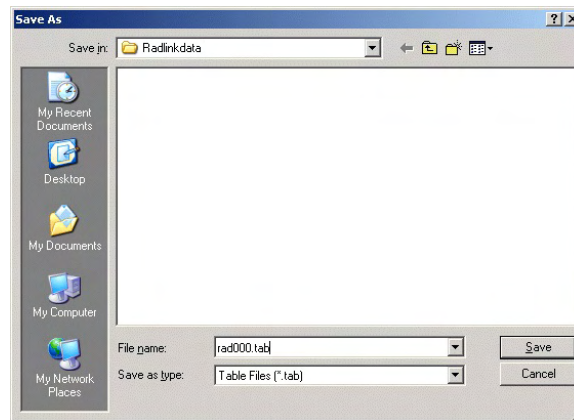 Save As
Save in:
Radlinkdata
My Recent
Documents
Desktop
My Documents
My Computer
My Network
Places
File name:
rad000.tab
Save
Save as type:
Table Files (*.tab)
Cancel